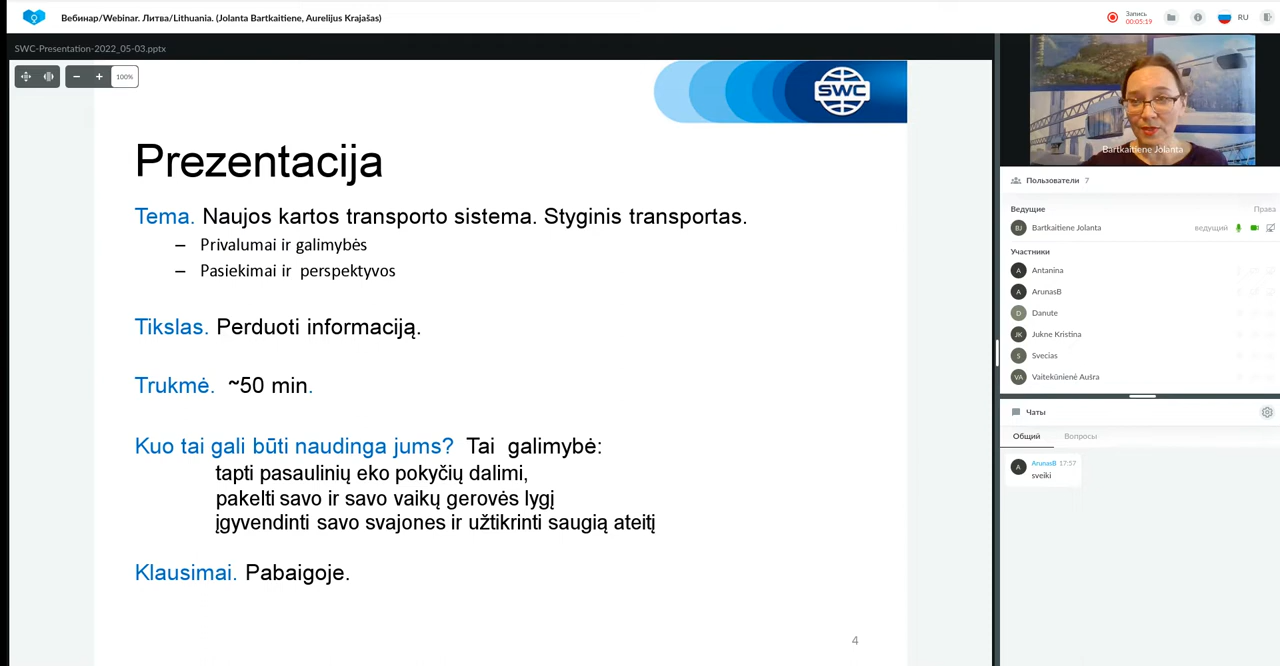 Вебинар/Webinar. Литва/Lithuania. (Jolanta Bartkaitiene, Aurelijus Krajašas)
Запись
00:05:19
RU
SWC-Presentation-2022_05-03.pptx
100%
SWC
Prezentacija
Tema. Naujos kartos transporto sistema. Styginis transportas.
– Privalumai ir galimybės
– Pasiekimai ir perspektyvos
Tikslas. Perduoti informaciją.
Trukmė. ~50 min.
Kuo tai gali būti naudinga jums? Tai galimybė:
tapti pasaulinių eko pokyčių dalimi,
pakelti savo ir savo vaikų gerovės lygį
įgyvendinti savo svajones ir užtikrinti saugią ateitį
Klausimai. Pabaigoje.
4
Bartkaitiene Jolanta
Пользователи 7
Ведущие Права
BJ Bartkaitiene Jolanta ведущий
Участники
A Antanina
A ArunasB
D Danute
JK Jukne Kristina
S Svecias
VA Vaitekūnienė Aušra
Чаты
Общий Вопросы
A ArunasB 17:57
sveiki